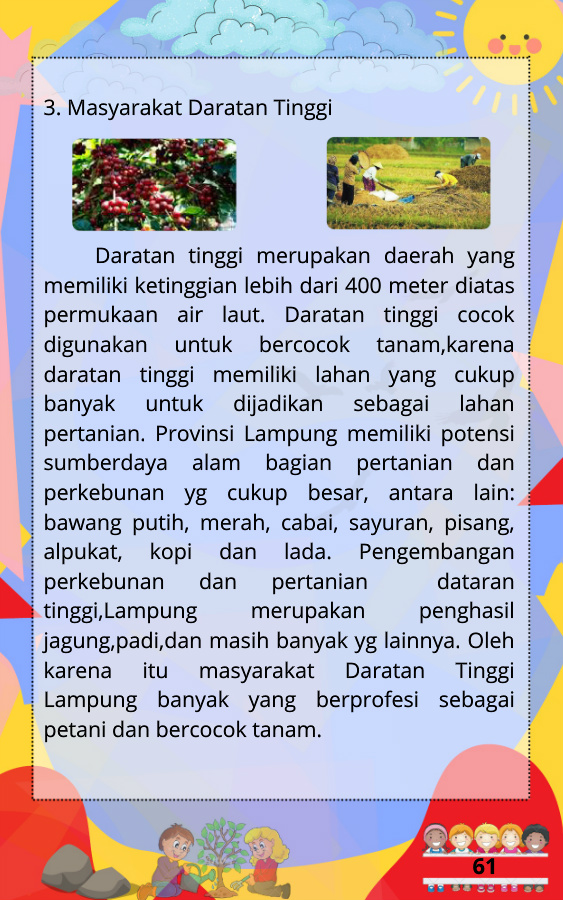 3. Masyarakat Daratan Tinggi
Daratan tinggi merupakan daerah yang
memiliki ketinggian lebih dari 400 meter diatas
permukaan air laut. Daratan tinggi cocok
digunakan untuk bercocok tanam,karena
daratan tinggi memiliki lahan yang cukup
banyak untuk dijadikan sebagai lahan
pertanian. Provinsi Lampung memiliki potensi
sumberdaya alam bagian pertanian dan
perkebunan yg cukup besar, antara lain:
bawang putih, merah, cabai, sayuran, pisang,
alpukat, kopi dan lada. Pengembangan
perkebunan dan pertanian dataran
tinggi,Lampung merupakan penghasil
jagung,padi,dan masih banyak yg lainnya. Oleh
karena itu masyarakat Daratan Tinggi
Lampung banyak yang berprofesi sebagai
petani dan bercocok tanam.
61